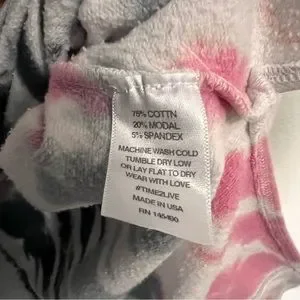 75% COTTN
20% MODAL
5% SPANDEX
MACHINE WASH COLD
TUMBLE DRY LOW
OR LAY FLAT TO DRY
WEAR WITH LOVE
#TIME2LIVE
MADE IN USA
RN 145490